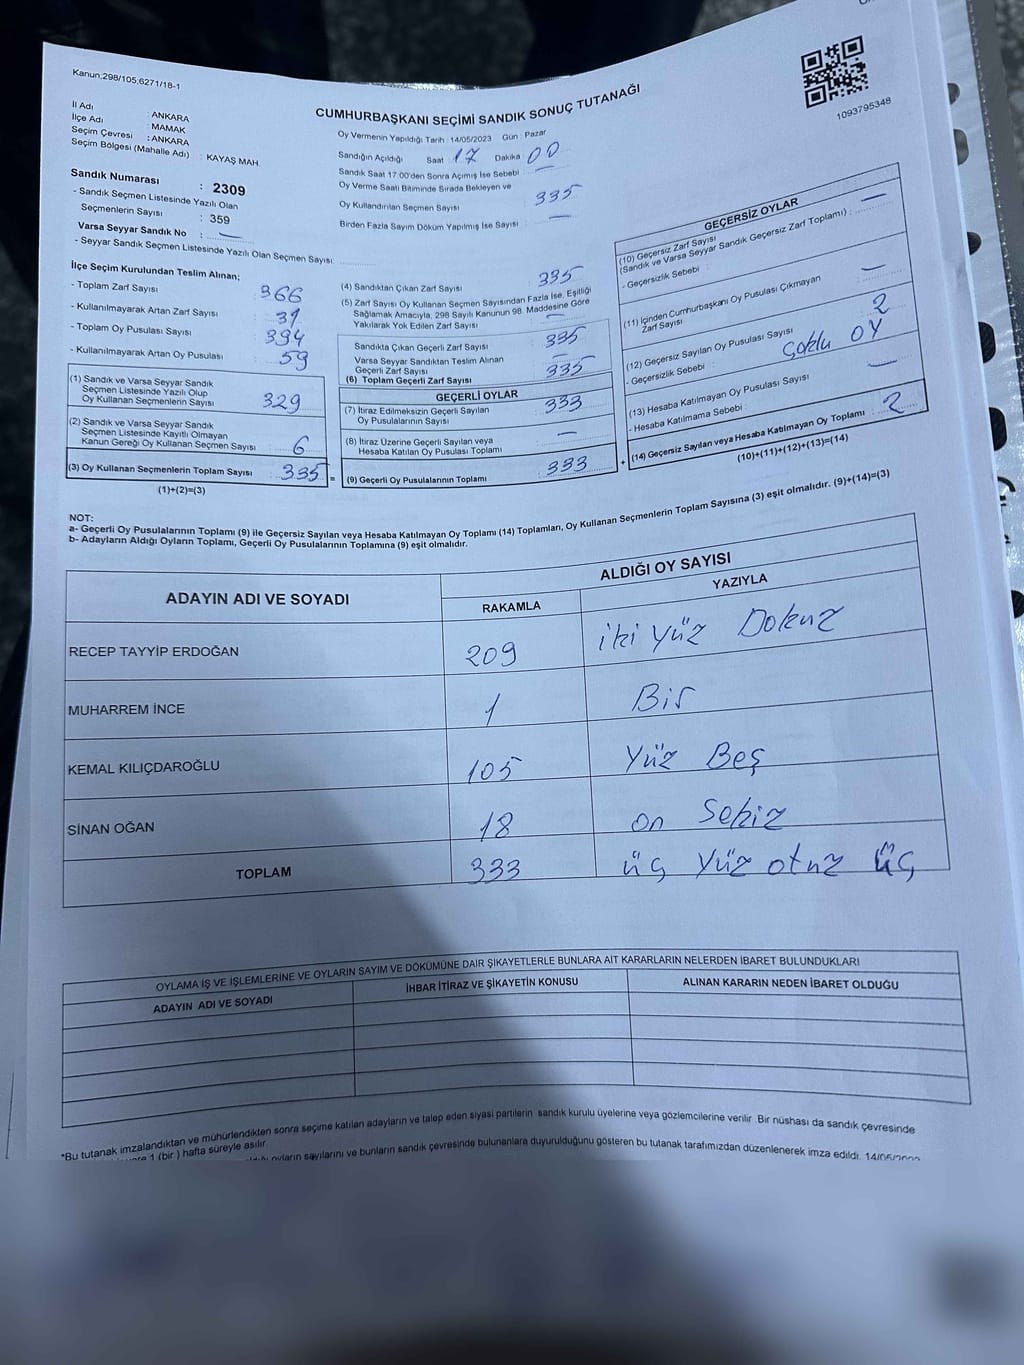 Kanun;298/105;6271/18-1
1093795348
CUMHURBAŞKANI SEÇİMİ SANDIK SONUÇ TUTANAĞI
İl Adı : ANKARA
İlçe Adı : MAMAK
Seçim Çevresi : ANKARA
Seçim Bölgesi (Mahalle Adı) : KAYAŞ MAH.
Sandık Numarası : 2309
- Sandık Seçmen Listesinde Yazılı Olan
Seçmenlerin Sayısı : 359
Varsa Seyyar Sandık No : —
- Seyyar Sandık Seçmen Listesinde Yazılı Olan Seçmen Sayısı:
Oy Vermenin Yapıldığı Tarih : 14/05/2023 Gün : Pazar
Sandığın Açıldığı Saat 17 Dakika 00
Sandık Saat 17.00'den Sonra Açımış İse Sebebi : —
Oy Verme Saati Bitiminde Sırada Bekleyen ve
Oy Kullandırılan Seçmen Sayısı 335
Birden Fazla Sayım Döküm Yapılmış İse Sayısı : —
İlçe Seçim Kurulundan Teslim Alınan;
- Toplam Zarf Sayısı 366
- Kullanılmayarak Artan Zarf Sayısı 31
- Toplam Oy Pusulası Sayısı 394
- Kullanılmayarak Artan Oy Pusulası 59
(1) Sandık ve Varsa Seyyar Sandık
Seçmen Listesinde Yazılı Olup
Oy Kullanan Seçmenlerin Sayısı 329
(2) Sandık ve Varsa Seyyar Sandık
Seçmen Listesinde Kayıtlı Olmayan
Kanun Gereği Oy Kullanan Seçmen Sayısı 6
(3) Oy Kullanan Seçmenlerin Toplam Sayısı 335 =
(1)+(2)=(3)
(4) Sandıktan Çıkan Zarf Sayısı 335
(5) Zarf Sayısı Oy Kullanan Seçmen Sayısından Fazla İse, Eşitliği
Sağlamak Amacıyla, 298 Sayılı Kanunun 98. Maddesine Göre
Yakılarak Yok Edilen Zarf Sayısı —
Sandıkta Çıkan Geçerli Zarf Sayısı 335
Varsa Seyyar Sandıktan Teslim Alınan
Geçerli Zarf Sayısı —
(6) Toplam Geçerli Zarf Sayısı 335
GEÇERLİ OYLAR
(7) İtiraz Edilmeksizin Geçerli Sayılan
Oy Pusulalarının Sayısı 333
(8) İtiraz Üzerine Geçerli Sayılan veya
Hesaba Katılan Oy Pusulası Toplamı —
(9) Geçerli Oy Pusulalarının Toplamı 333 +
GEÇERSİZ OYLAR
(10) Geçersiz Zarf Sayısı
(Sandık ve Varsa Seyyar Sandık Geçersiz Zarf Toplamı) : —
- Geçersizlik Sebebi :
(11) İçinden Cumhurbaşkanı Oy Pusulası Çıkmayan
Zarf Sayısı —
(12) Geçersiz Sayılan Oy Pusulası Sayısı 2
- Geçersizlik Sebebi : Çoklu OY
(13) Hesaba Katılmayan Oy Pusulası Sayısı —
- Hesaba Katılmama Sebebi :
(14) Geçersiz Sayılan veya Hesaba Katılmayan Oy Toplamı 2
(10)+(11)+(12)+(13)=(14)
NOT:
a- Geçerli Oy Pusulalarının Toplamı (9) ile Geçersiz Sayılan veya Hesaba Katılmayan Oy Toplamı (14) Toplamları, Oy Kullanan Seçmenlerin Toplam Sayısına (3) eşit olmalıdır. (9)+(14)=(3)
b- Adayların Aldığı Oyların Toplamı, Geçerli Oy Pusulalarının Toplamına (9) eşit olmalıdır.
ADAYIN ADI VE SOYADI
ALDIĞI OY SAYISI
RAKAMLA YAZIYLA
RECEP TAYYİP ERDOĞAN 209 iki yüz Dokuz
MUHARREM İNCE 1 Bir
KEMAL KILIÇDAROĞLU 105 Yüz Beş
SİNAN OĞAN 18 on Sekiz
TOPLAM 333 üç yüz otuz üç
OYLAMA İŞ VE İŞLEMLERİNE VE OYLARIN SAYIM VE DÖKÜMÜNE DAİR ŞİKAYETLERLE BUNLARA AİT KARARLARIN NELERDEN İBARET BULUNDUKLARI
ADAYIN ADI VE SOYADI İHBAR İTİRAZ VE ŞİKAYETİN KONUSU ALINAN KARARIN NEDEN İBARET OLDUĞU
*Bu tutanak imzalandıktan ve mühürlendikten sonra seçime katılan adayların ve talep eden siyasi partilerin sandık kurulu üyelerine veya gözlemcilerine verilir. Bir nüshası da sandık çevresinde
1 (bir) hafta süreyle asılır.
oyların sayılarını ve bunların sandık çevresinde bulunanlara duyurulduğunu gösteren bu tutanak tarafımızdan düzenlenerek imza edildi.